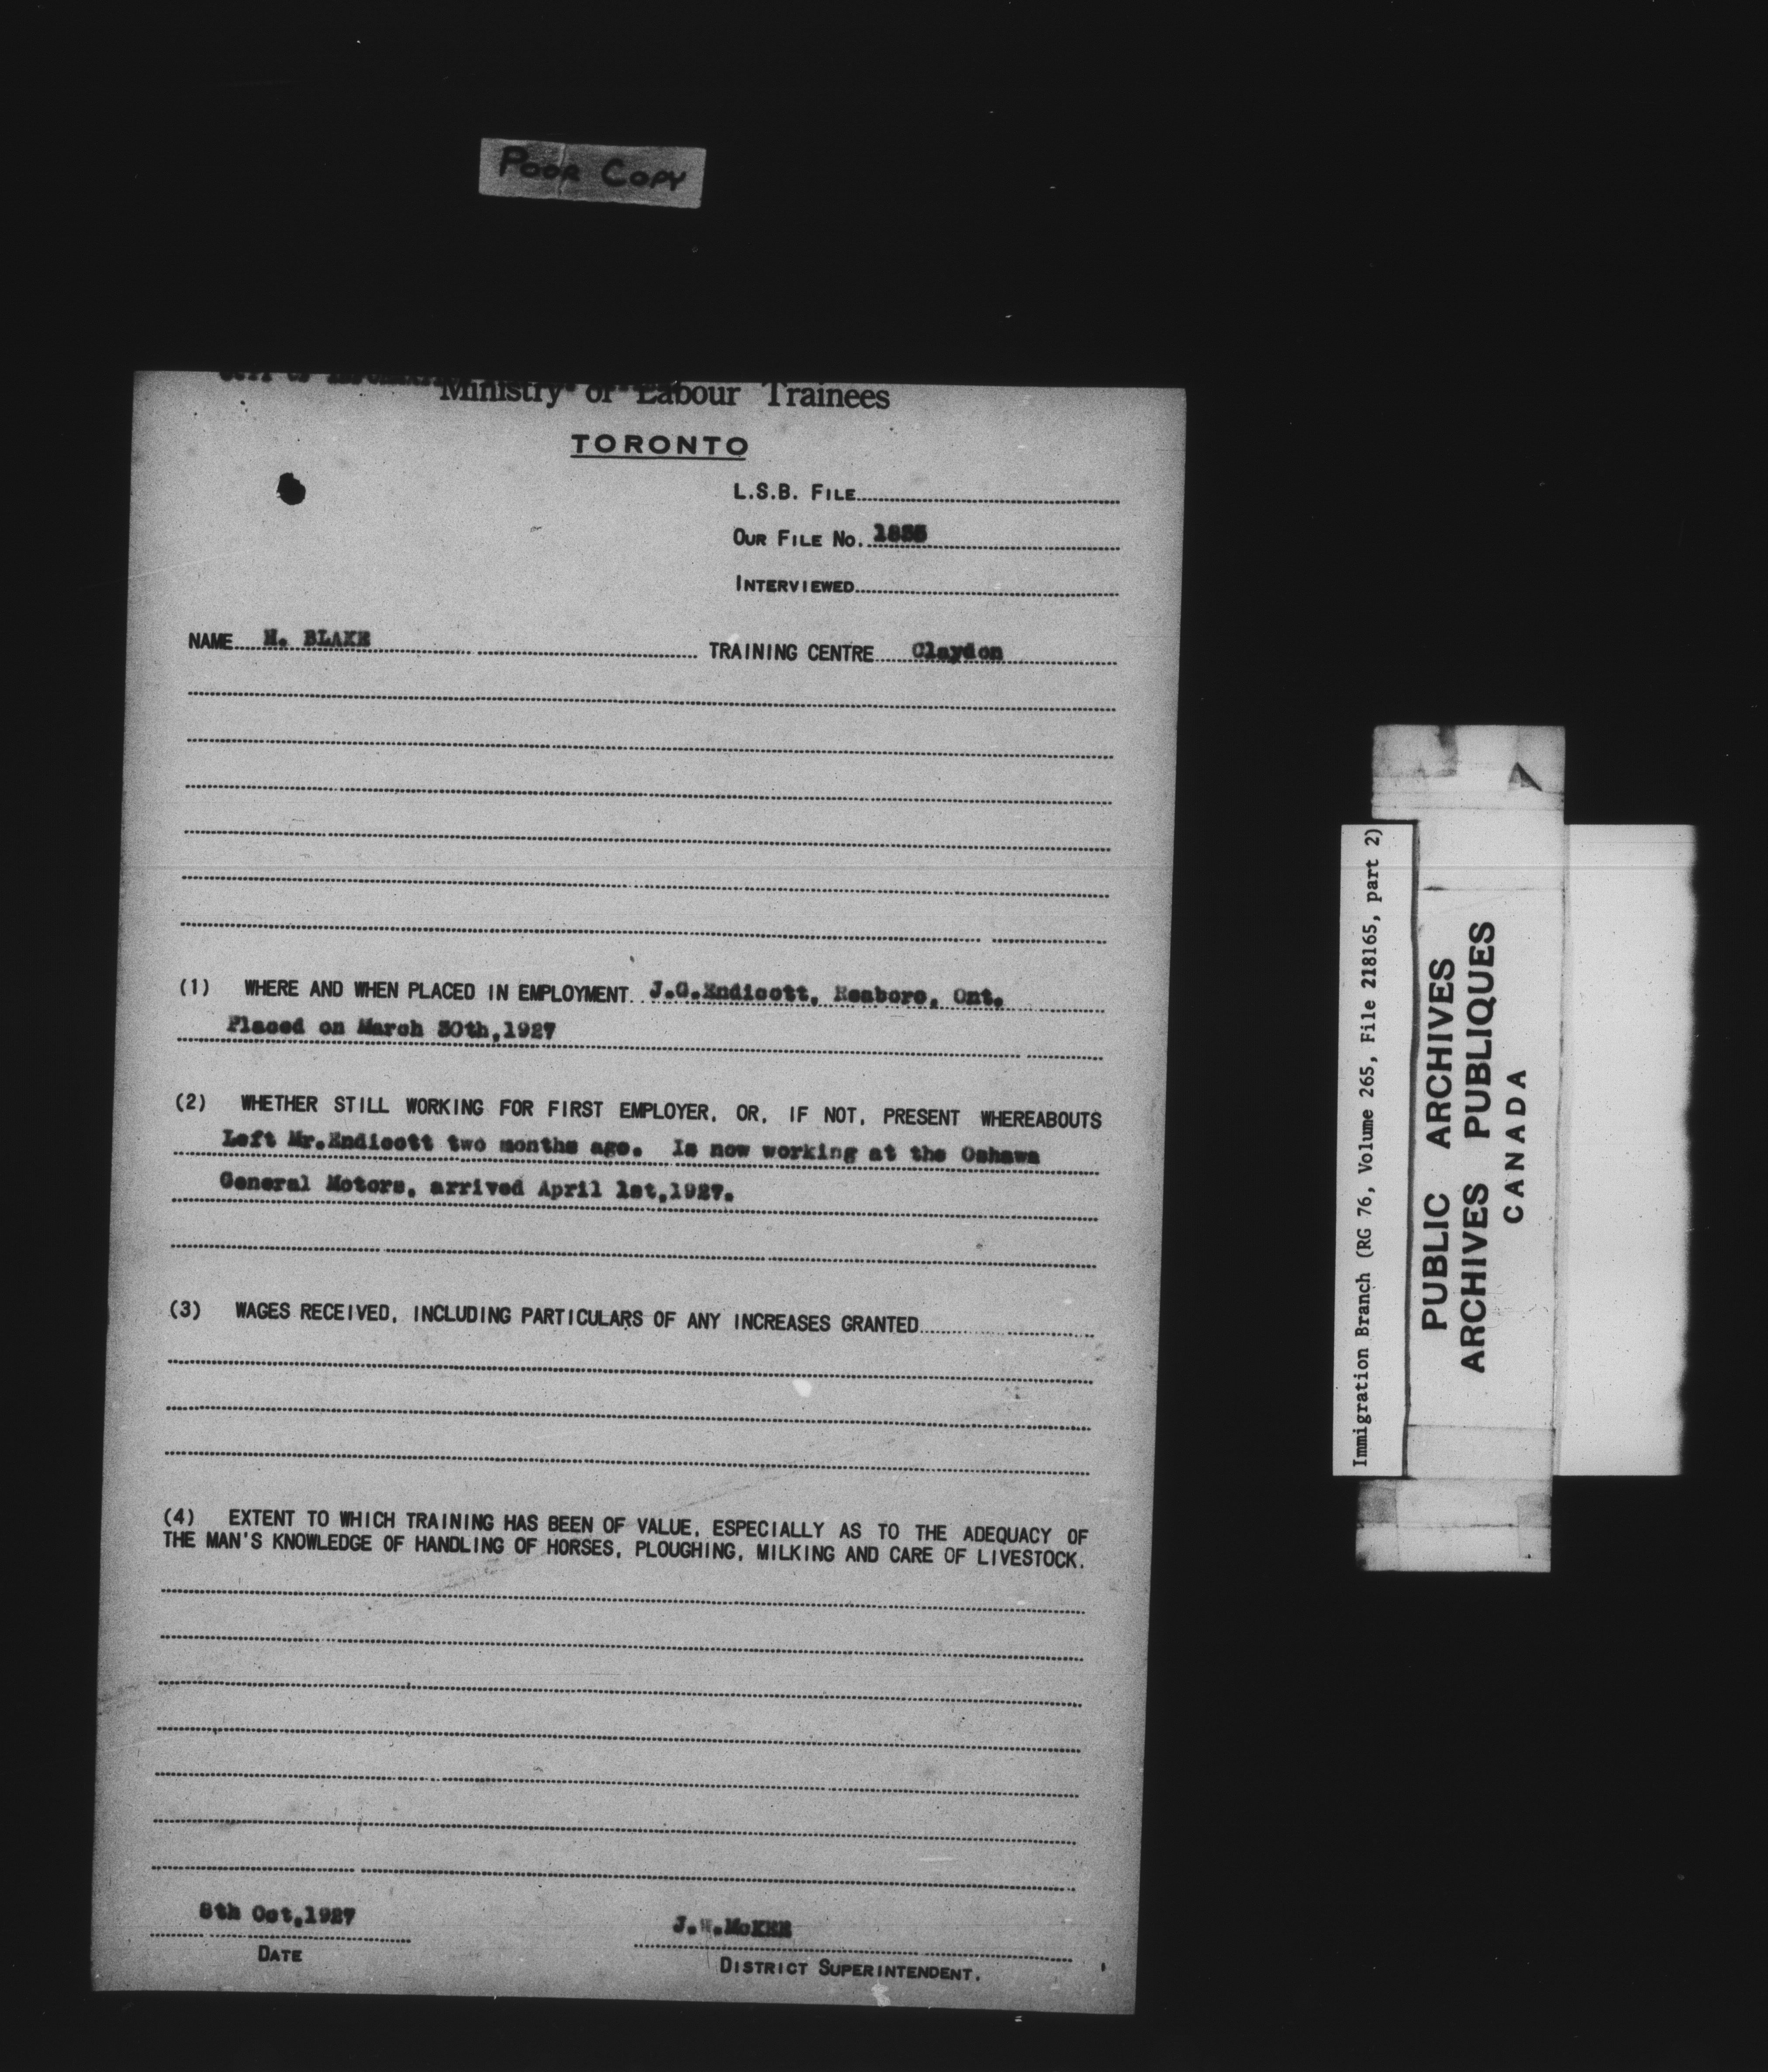 POOR COPY
Ministry of Labour Trainees
TORONTO
L.S.B. FILE
OUR FILE NO. 1835
INTERVIEWED
NAME H. BLAKE TRAINING CENTRE Claydon
(1) WHERE AND WHEN PLACED IN EMPLOYMENT J.G.Endicott, Reaboro, Ont.
Placed on March 30th,1927
(2) WHETHER STILL WORKING FOR FIRST EMPLOYER, OR, IF NOT, PRESENT WHEREABOUTS
Left Mr.Endicott two months ago. Is now working at the Oshawa
General Motors, arrived April 1st,1927.
(3) WAGES RECEIVED, INCLUDING PARTICULARS OF ANY INCREASES GRANTED
(4) EXTENT TO WHICH TRAINING HAS BEEN OF VALUE, ESPECIALLY AS TO THE ADEQUACY OF
THE MAN'S KNOWLEDGE OF HANDLING OF HORSES, PLOUGHING, MILKING AND CARE OF LIVESTOCK.
8th Oct,1927
DATE
J. .McKEE
DISTRICT SUPERINTENDENT.
Immigration Branch (RG 76, Volume 265, File 218165, part 2)
PUBLIC ARCHIVES
ARCHIVES PUBLIQUES
CANADA